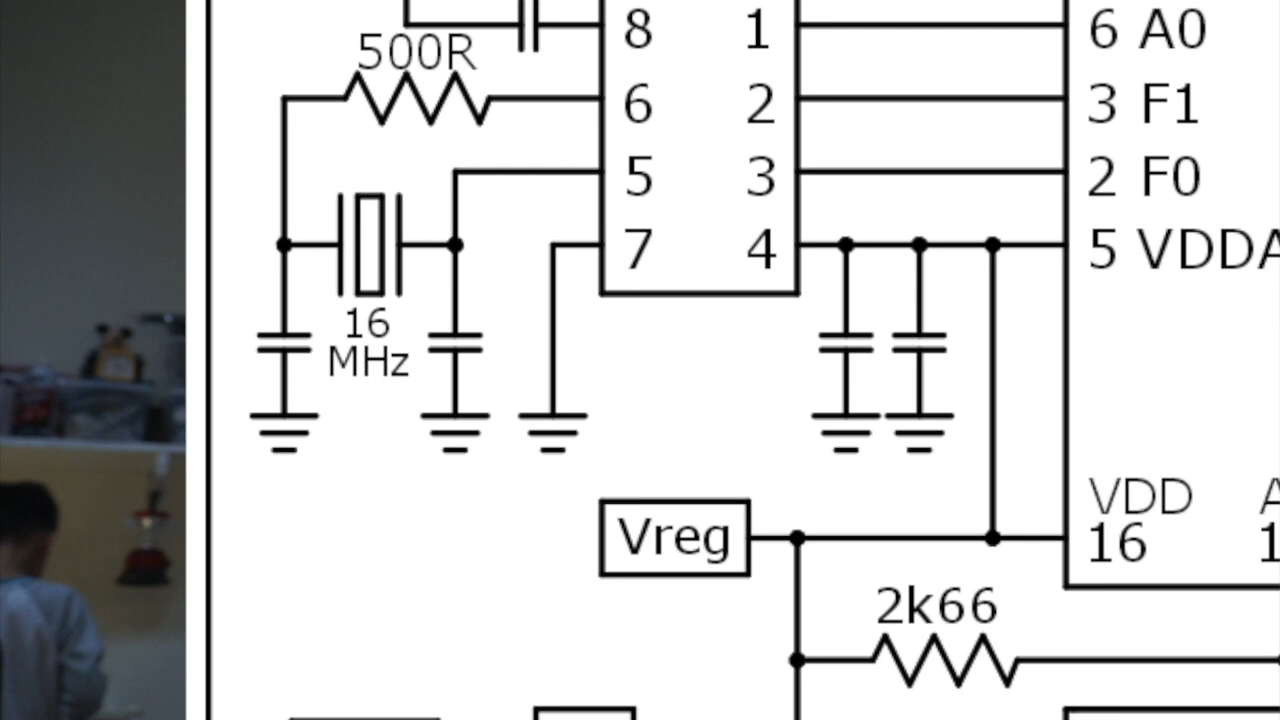 8 1 6 A0
500R
6 2 3 F1
5 3 2 F0
7 4 5 VDDA
16
MHz
VDD A
Vreg 16 1
2k66